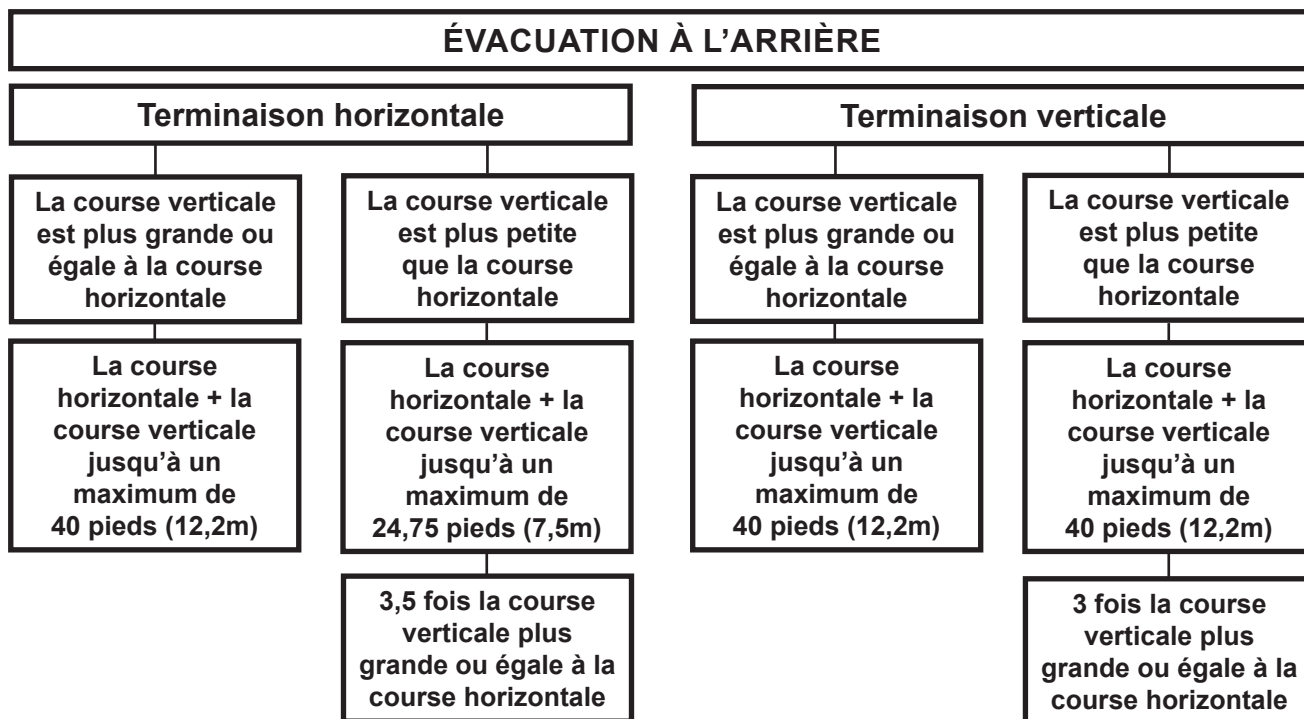 ÉVACUATION À L’ARRIÈRE
Terminaison horizontale
La course verticale
est plus grande ou
égale à la course
horizontale
La course
horizontale + la
course verticale
jusqu’à un
maximum de
40 pieds (12,2m)
La course verticale
est plus petite
que la course
horizontale
La course
horizontale + la
course verticale
jusqu’à un
maximum de
24,75 pieds (7,5m)
3,5 fois la course
verticale plus
grande ou égale à la
course horizontale
Terminaison verticale
La course verticale
est plus grande ou
égale à la course
horizontale
La course
horizontale + la
course verticale
jusqu’à un
maximum de
40 pieds (12,2m)
La course verticale
est plus petite
que la course
horizontale
La course
horizontale + la
course verticale
jusqu’à un
maximum de
40 pieds (12,2m)
3 fois la course
verticale plus
grande ou égale à la
course horizontale